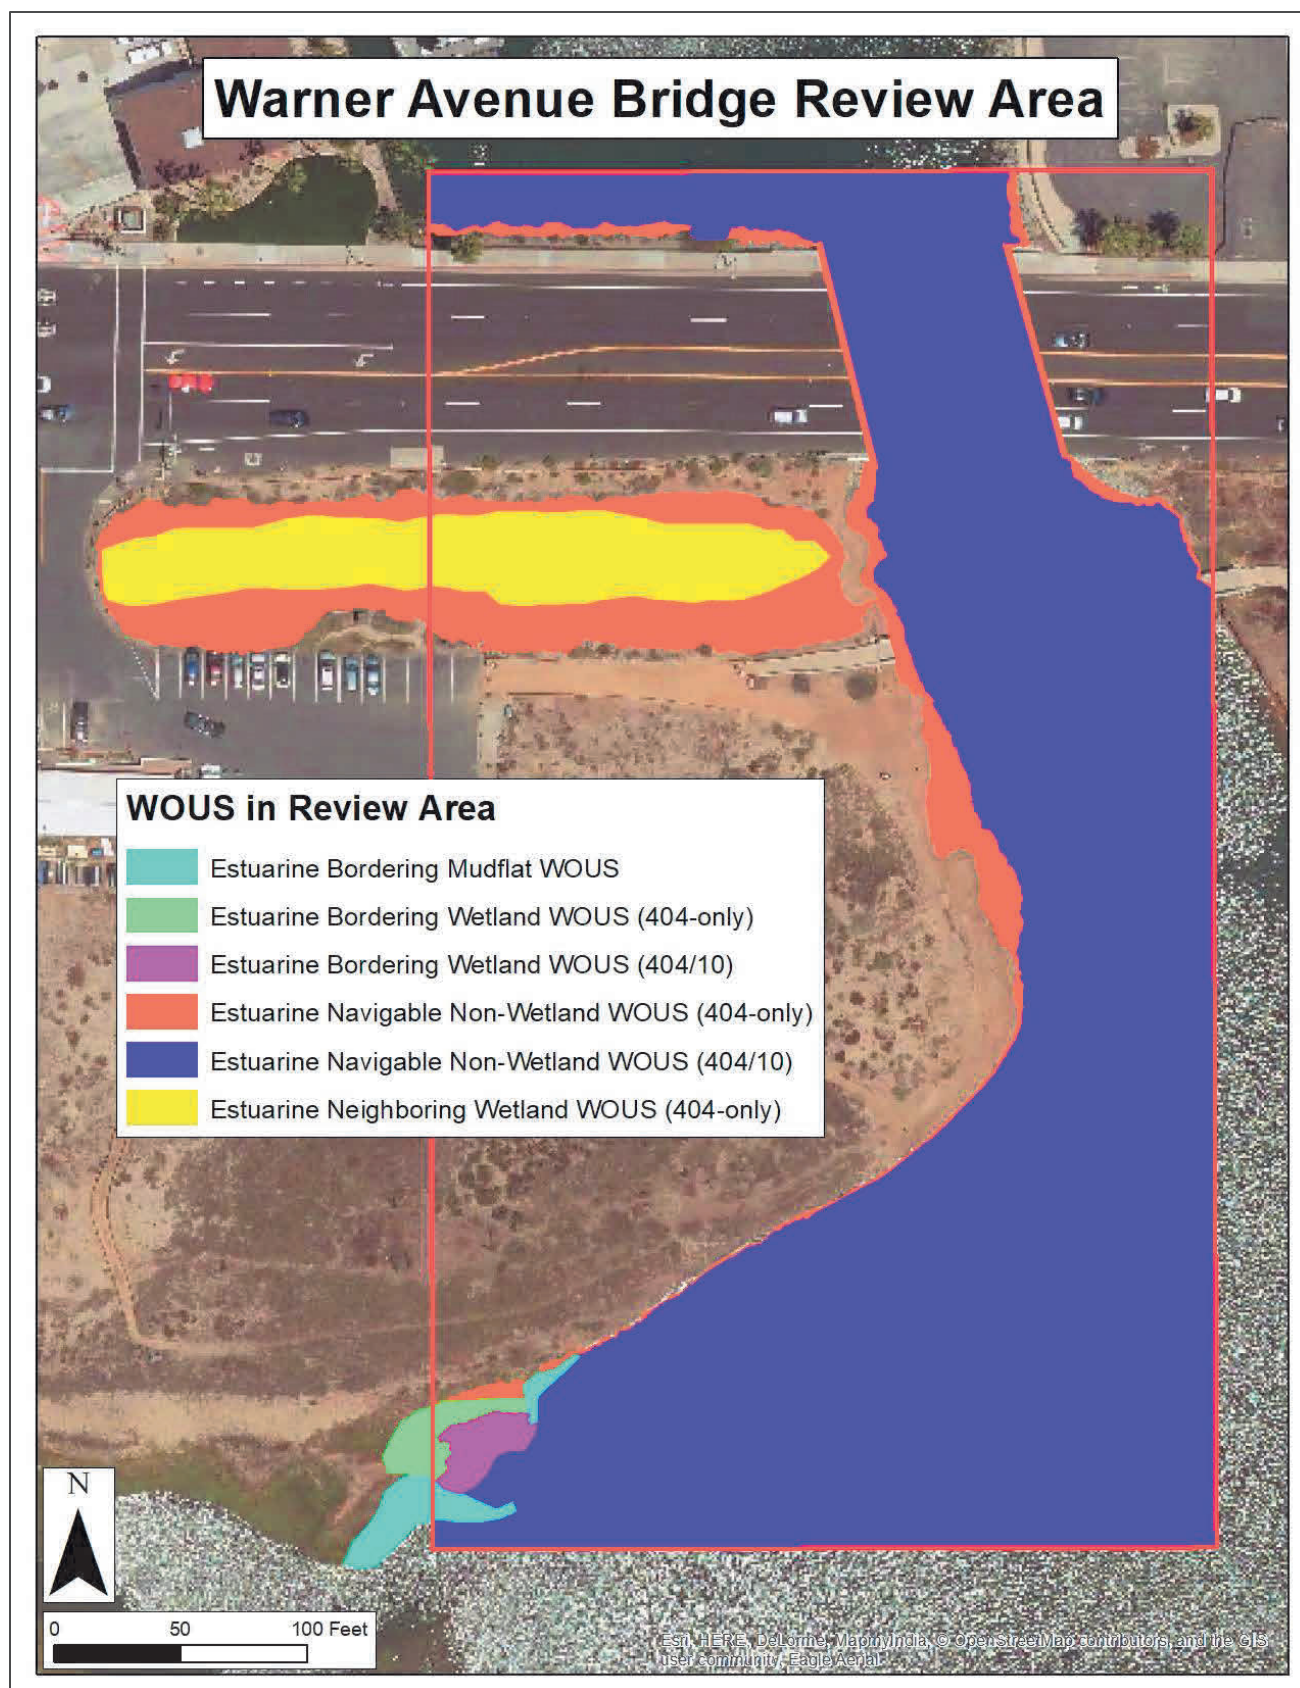 Warner Avenue Bridge Review Area
WOUS in Review Area
Estuarine Bordering Mudflat WOUS
Estuarine Bordering Wetland WOUS (404-only)
Estuarine Bordering Wetland WOUS (404/10)
Estuarine Navigable Non-Wetland WOUS (404-only)
Estuarine Navigable Non-Wetland WOUS (404/10)
Estuarine Neighboring Wetland WOUS (404-only)
N
0 50 100 Feet
Esri, HERE, DeLorme, MapmyIndia, © OpenStreetMap contributors, and the GIS
user community, Eagle Aerial